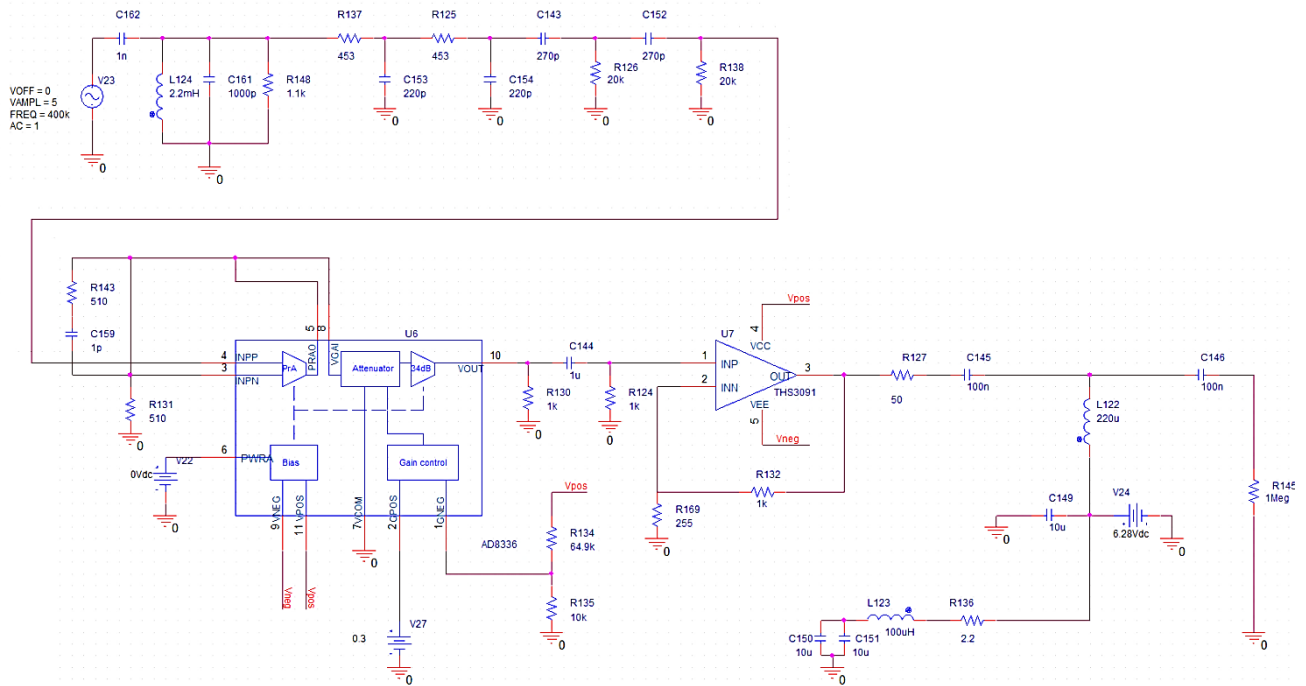 C162
1n
V23
VOFF = 0
VAMPL = 5
FREQ = 400k
AC = 1
0
L124
2.2mH
C161
1000p
R148
1.1k
0
R137
453
C153
220p
0
R125
453
C154
220p
0
C143
270p
R126
20k
0
C152
270p
R138
20k
0
R143
510
C159
1p
R131
510
0
U6
4
3
INPP
INPN
PrA
5
PRAO
8
VGAI
Attenuator
34dB
VOUT
10
6
PWRA
Bias
Gain control
VNEG
9
VPOS
11
VCOM
7
GPOS
2
GNEG
1
AD8336
0Vdc
V22
0
Vneg
Vpos
0
0.3
V27
0
Vpos
R134
64.9k
R135
10k
0
R130
1k
0
C144
1u
R124
1k
0
U7
Vpos
4
VCC
1
INP
2
INN
OUT
3
THS3091
VEE
5
Vneg
R132
1k
R169
255
0
R127
50
C145
100n
L122
220u
C146
100n
R145
1Meg
0
C149
10u
0
V24
6.28Vdc
0
L123
100uH
R136
2.2
C150
10u
C151
10u
0